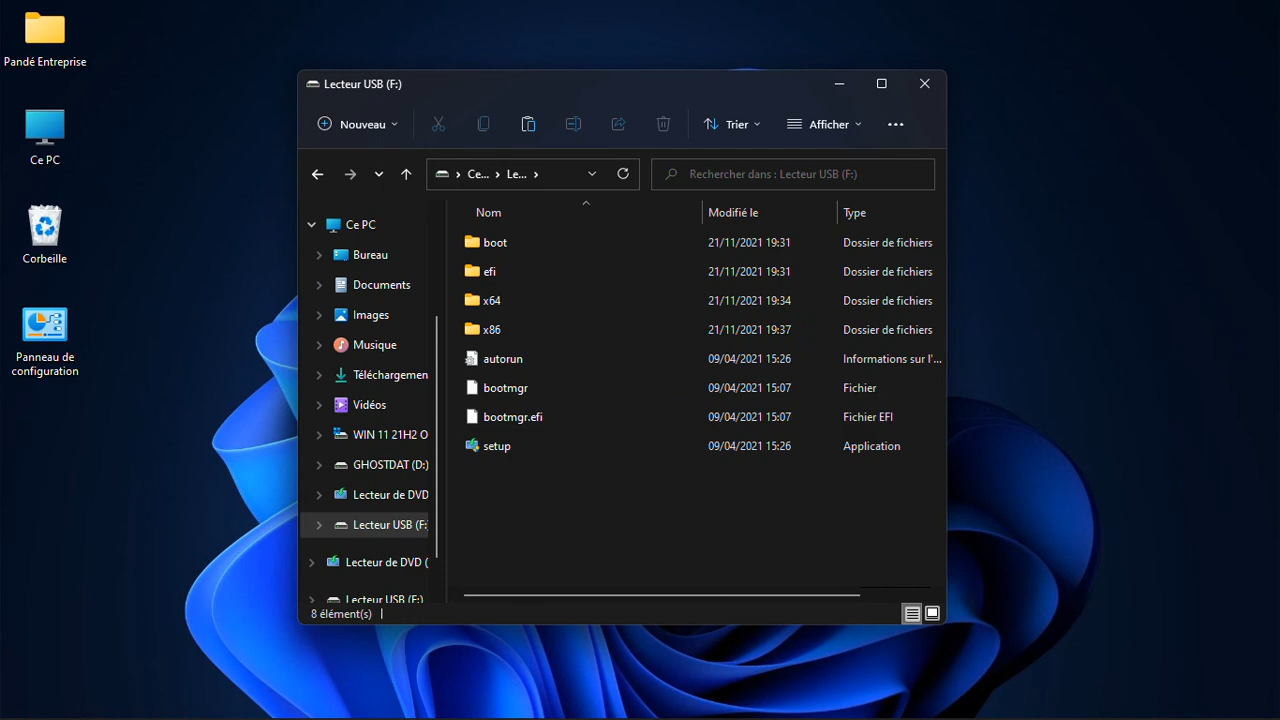 Pandé Entreprise
Ce PC
Corbeille
Panneau de
configuration
Lecteur USB (F:)
Nouveau
Trier
Afficher
Ce...
Le...
Rechercher dans : Lecteur USB (F:)
Nom Modifié le Type
Ce PC
Bureau
Documents
Images
Musique
Téléchargemen
Vidéos
WIN 11 21H2 O
GHOSTDAT (D:)
Lecteur de DVD
Lecteur USB (F:
Lecteur de DVD (
Lecteur USB (F:)
boot 21/11/2021 19:31 Dossier de fichiers
efi 21/11/2021 19:31 Dossier de fichiers
x64 21/11/2021 19:34 Dossier de fichiers
x86 21/11/2021 19:37 Dossier de fichiers
autorun 09/04/2021 15:26 Informations sur l'...
bootmgr 09/04/2021 15:07 Fichier
bootmgr.efi 09/04/2021 15:07 Fichier EFI
setup 09/04/2021 15:26 Application
8 élément(s)